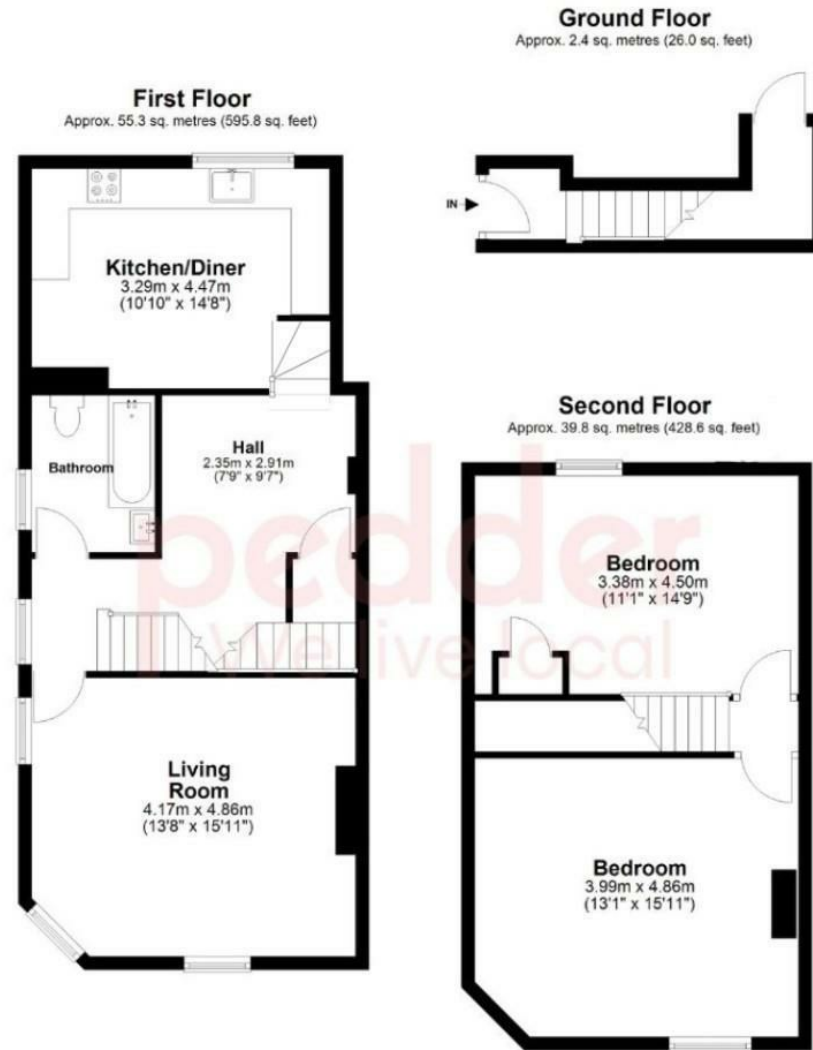 Ground Floor
Approx. 2.4 sq. metres (26.0 sq. feet)
IN
First Floor
Approx. 55.3 sq. metres (595.8 sq. feet)
Kitchen/Diner
3.29m x 4.47m
(10'10" x 14'8")
Bathroom
Hall
2.35m x 2.91m
(7'9" x 9'7")
Living
Room
4.17m x 4.86m
(13'8" x 15'11")
Second Floor
Approx. 39.8 sq. metres (428.6 sq. feet)
Bedroom
3.38m x 4.50m
(11'1" x 14'9")
Bedroom
3.99m x 4.86m
(13'1" x 15'11")
pedder
We live local